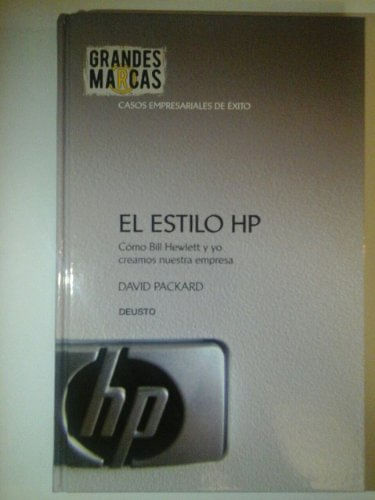 GRANDES
MARCAS
CASOS EMPRESARIALES DE ÉXITO
EL ESTILO HP
Cómo Bill Hewlett y yo
creamos nuestra empresa
DAVID PACKARD
DEUSTO
hp